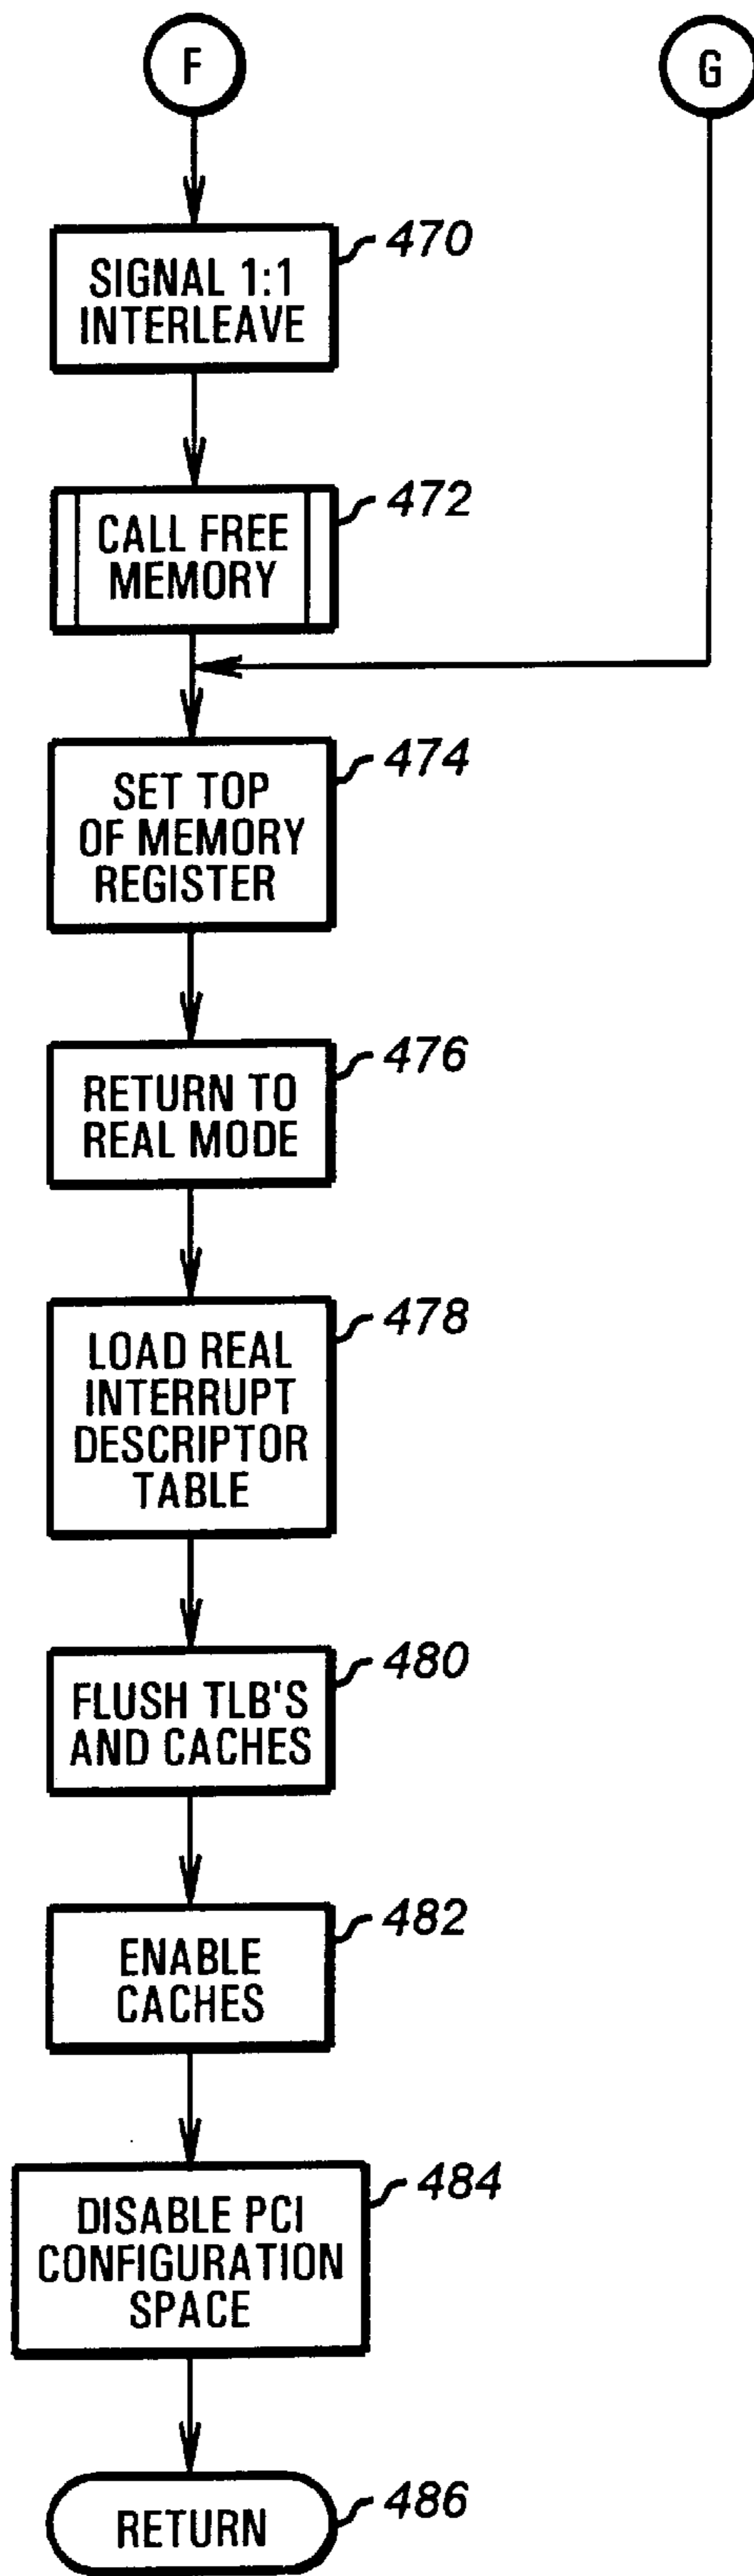 F
G
470
SIGNAL 1:1
INTERLEAVE
472
CALL FREE
MEMORY
474
SET TOP
OF MEMORY
REGISTER
476
RETURN TO
REAL MODE
478
LOAD REAL
INTERRUPT
DESCRIPTOR
TABLE
480
FLUSH TLB'S
AND CACHES
482
ENABLE
CACHES
484
DISABLE PCI
CONFIGURATION
SPACE
486
RETURN